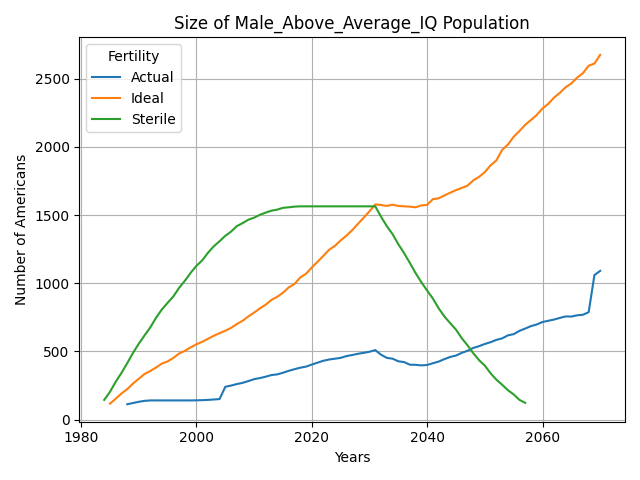 Size of Male_Above_Average_IQ Population
Fertility
Actual
Ideal
Sterile
Number of Americans
2500
2000
1500
1000
500
0
1980
2000
2020
2040
2060
Years